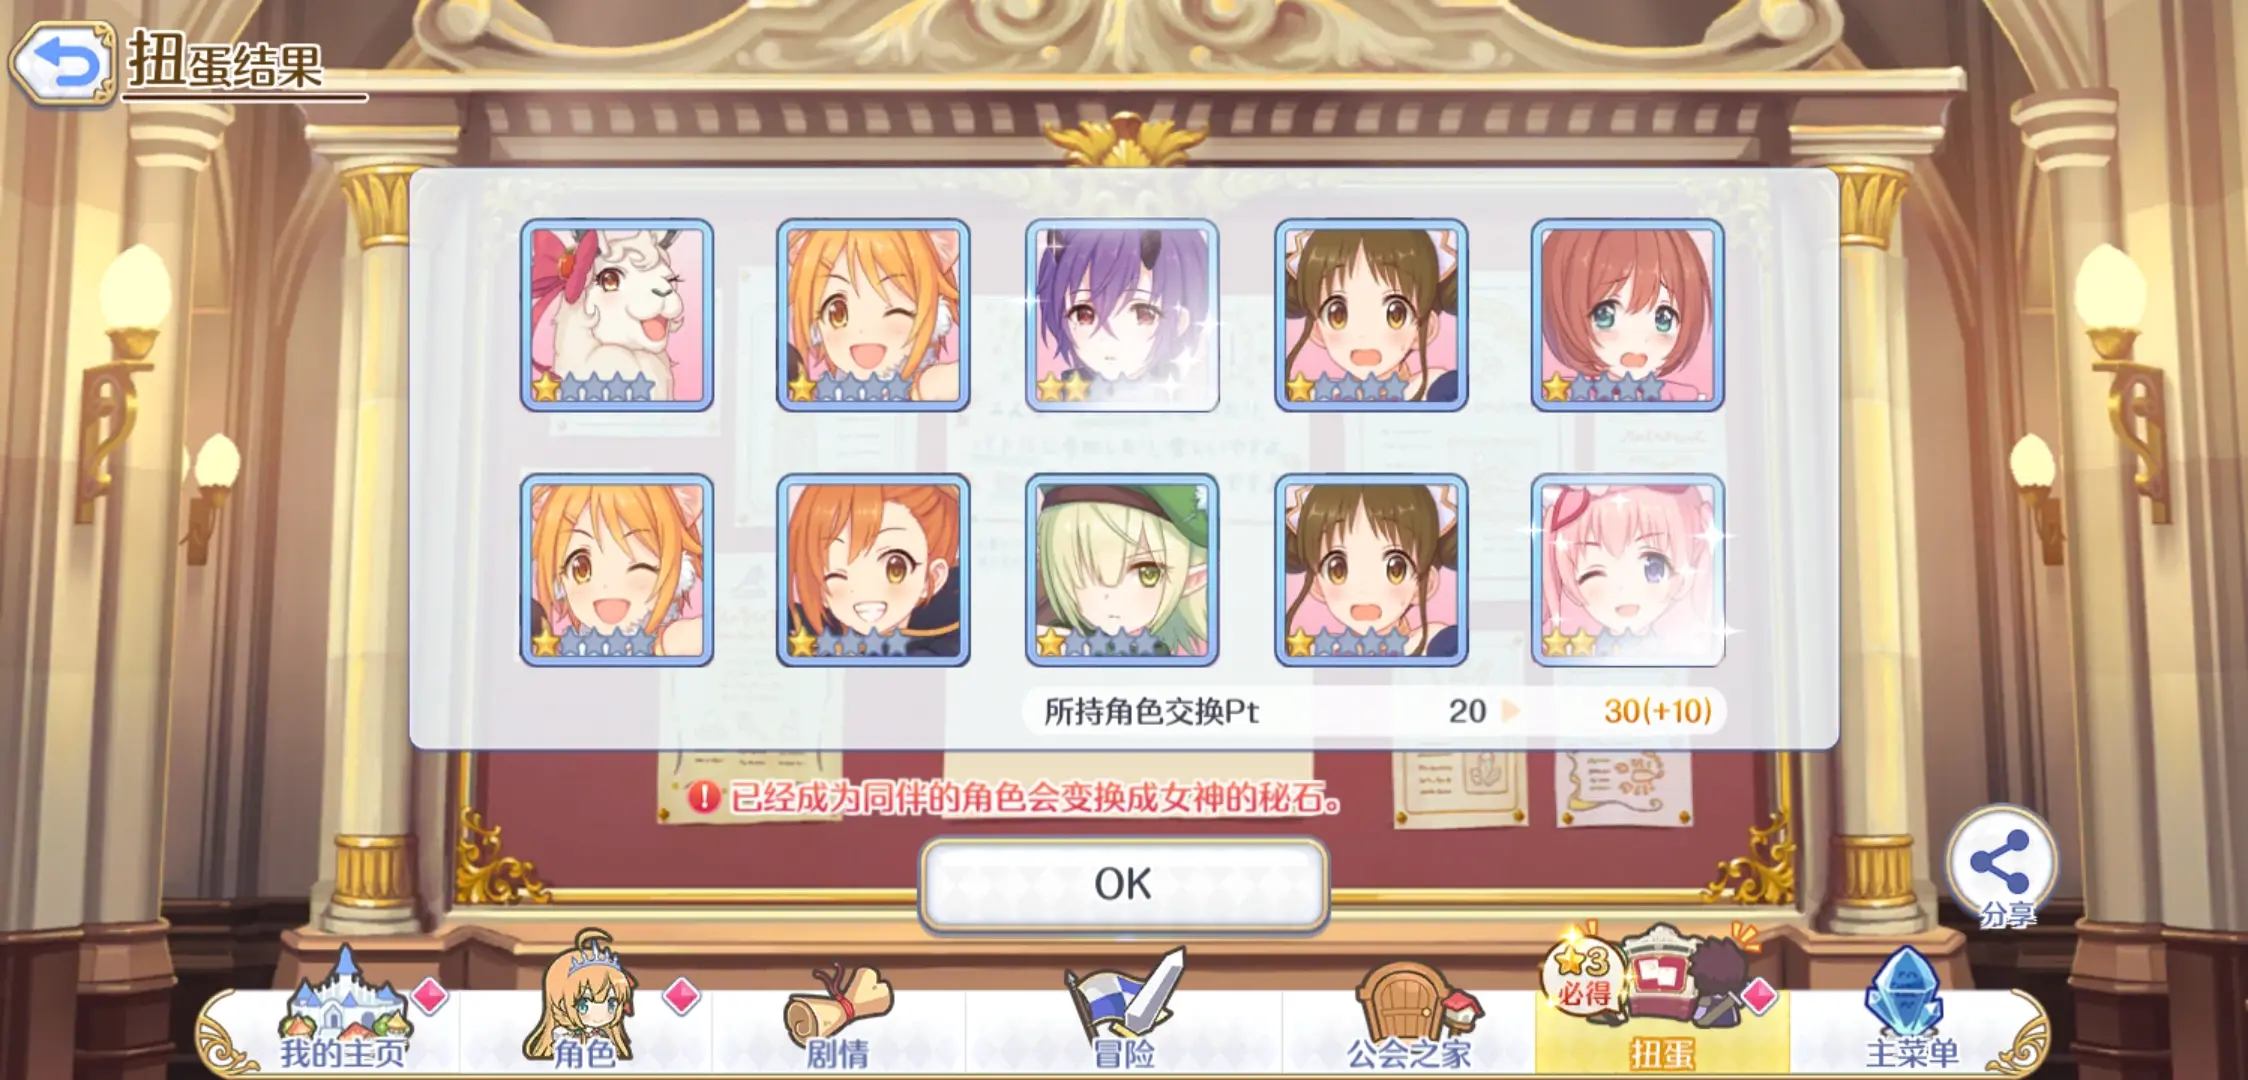 扭蛋结果
所持角色交换Pt 20 30(+10)
已经成为同伴的角色会变换成女神的秘石。
OK
分享
3
必得
我的主页
角色
剧情
冒险
公会之家
扭蛋
主菜单